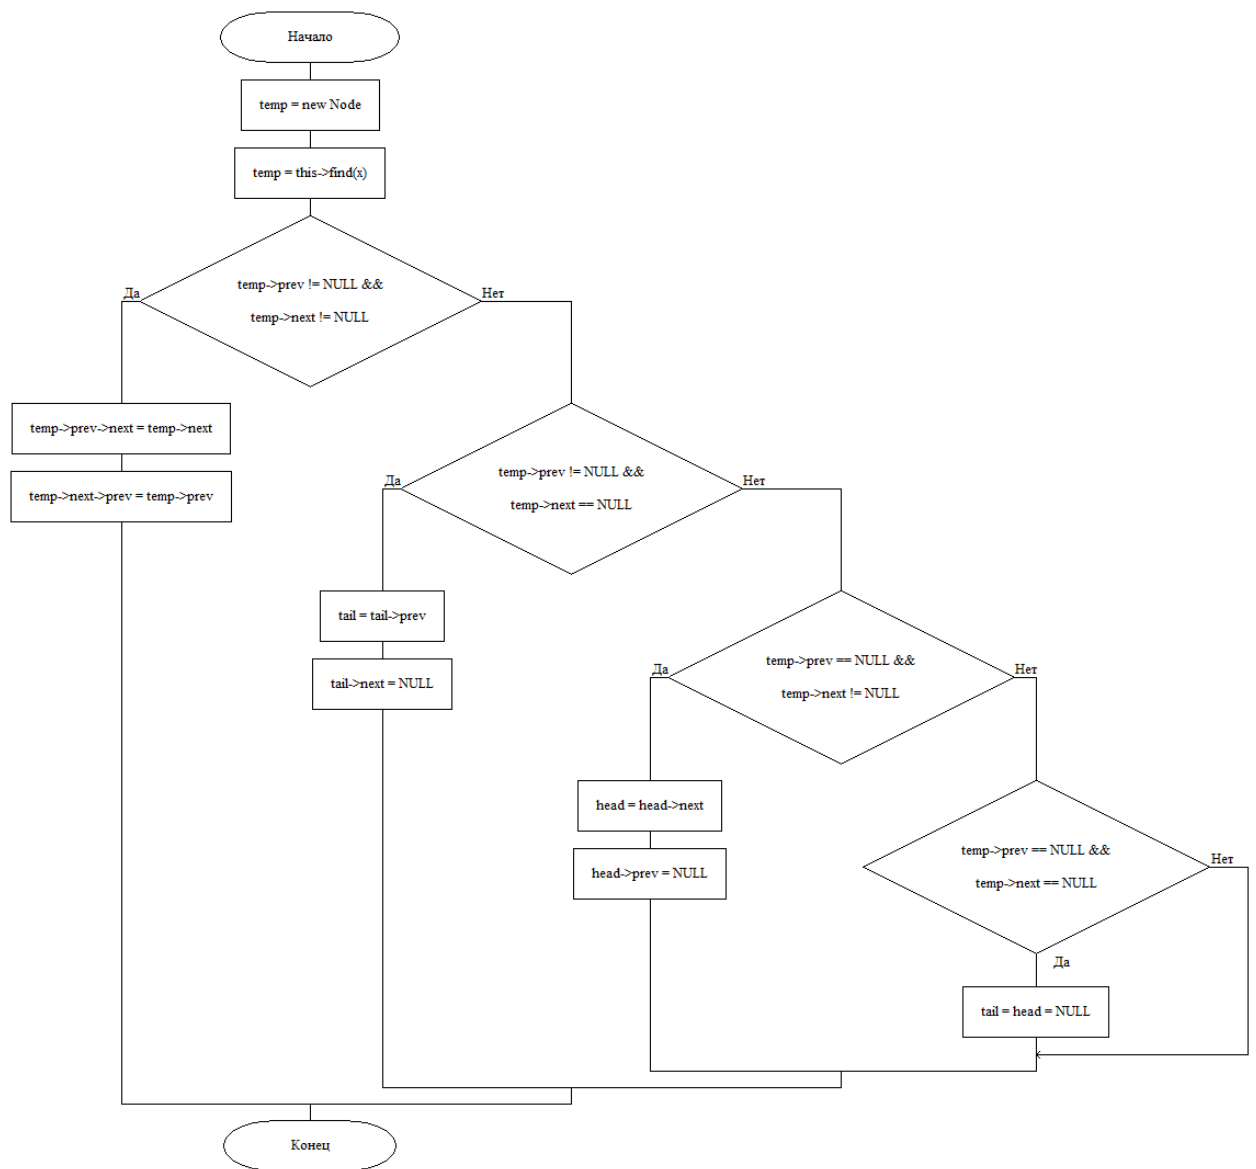 Начало
temp = new Node
temp = this->find(x)
temp->prev != NULL &&
temp->next != NULL
Да
Нет
temp->prev->next = temp->next
temp->next->prev = temp->prev
temp->prev != NULL &&
temp->next == NULL
Да
Нет
tail = tail->prev
tail->next = NULL
temp->prev == NULL &&
temp->next != NULL
Да
Нет
head = head->next
head->prev = NULL
temp->prev == NULL &&
temp->next == NULL
Нет
Да
tail = head = NULL
Конец